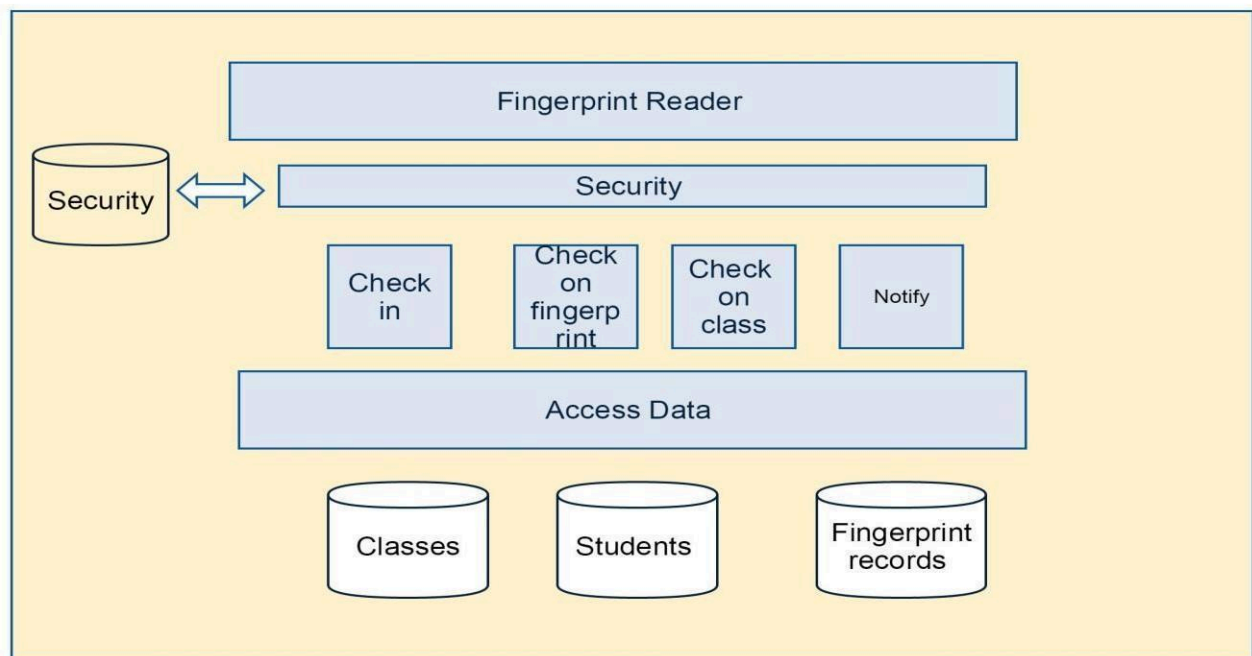 Fingerprint Reader
Security
Security
Check
in
Check
on
fingerp
rint
Check
on
class
Notify
Access Data
Classes
Students
Fingerprint
records